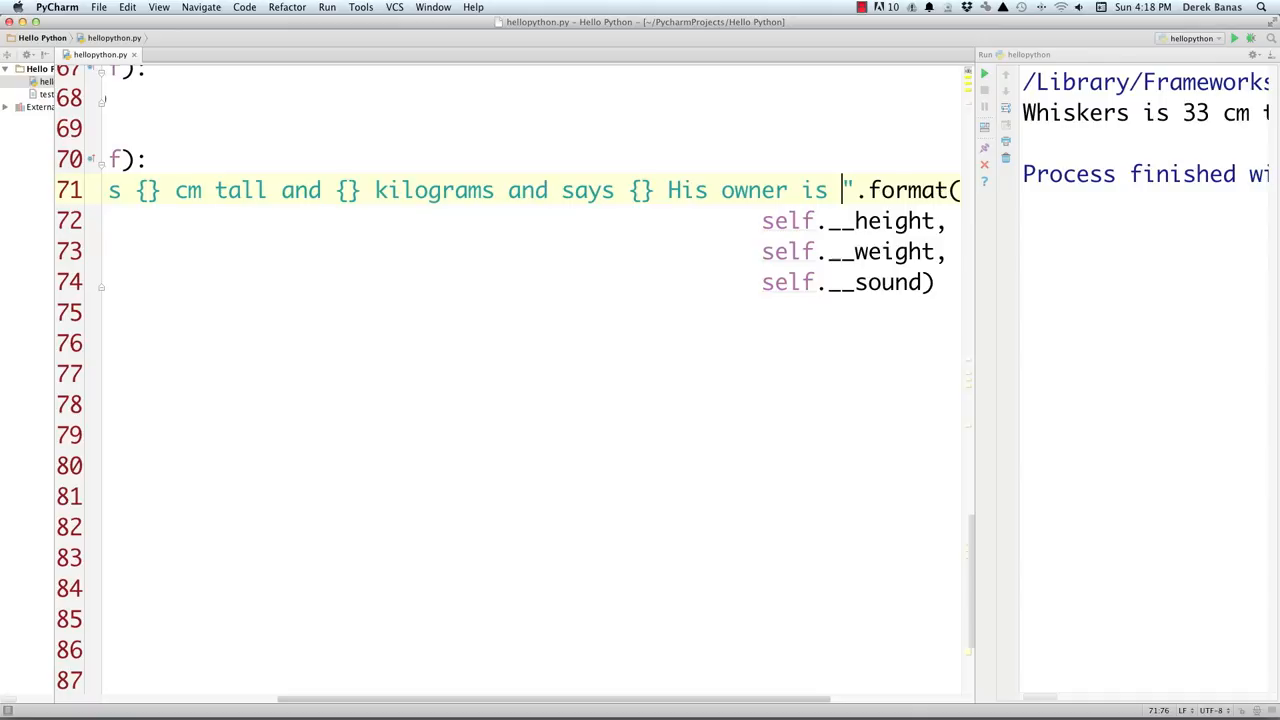 PyCharm File Edit View Navigate Code Refactor Run Tools VCS Window Help 10 Sun 4:18 PM Derek Banas
hellopython.py – Hello Python – [~/PycharmProjects/Hello Python]
Hello Python hellopython.py hellopython
hellopython.py × Run hellopython
Hello P
hell
test
Extern
67 f):
68 )
69
70 f):
71 s {} cm tall and {} kilograms and says {} His owner is ".format(
72 self.__height,
73 self.__weight,
74 self.__sound)
75
76
77
78
79
80
81
82
83
84
85
86
87
/Library/Frameworks
Whiskers is 33 cm t
Process finished wi
71:76 LF UTF-8